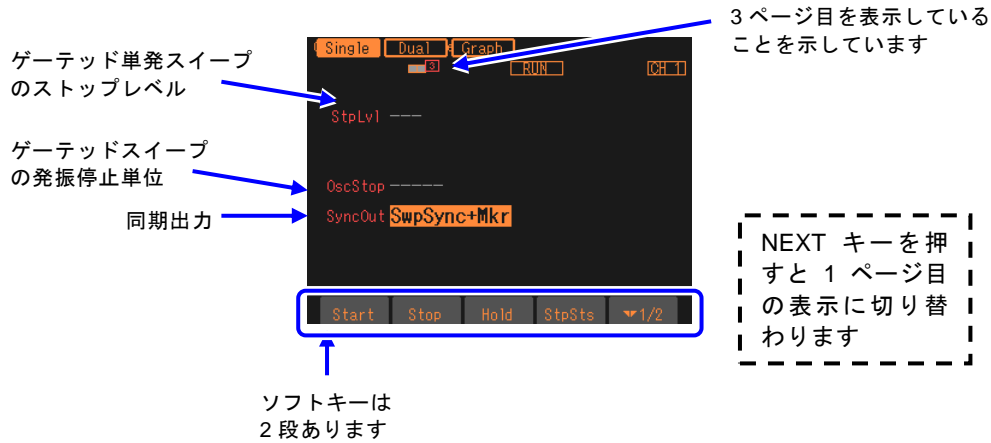 3 ページ目を表示している
ことを示しています
ゲーテッド単発スイープ
のストップレベル
ゲーテッドスイープ
の発振停止単位
同期出力
Single Dual Graph
3 RUN CH 1
StpLvl ---
OscStop -----
SyncOut SwpSync+Mkr
Start Stop Hold StpSts 1/2
NEXT キーを押
すと 1 ページ目
の表示に切り替
わります
ソフトキーは
2 段あります